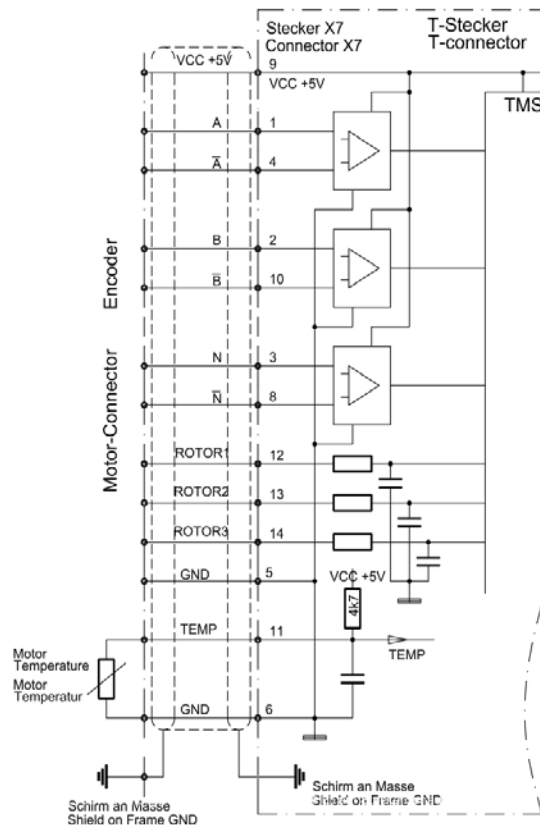 Stecker X7
Connector X7
T-Stecker
T-connector
VCC +5V
9
VCC +5V
TMS
A
1
A
4
B
2
B
10
N
3
N
8
Encoder
Motor-Connector
ROTOR1
12
ROTOR2
13
ROTOR3
14
GND
5
VCC +5V
4k7
TEMP
11
TEMP
Motor
Temperature
Motor
Temperatur
GND
6
Schirm an Masse
Shield on Frame GND
Schirm an Masse
Shield on Frame GND